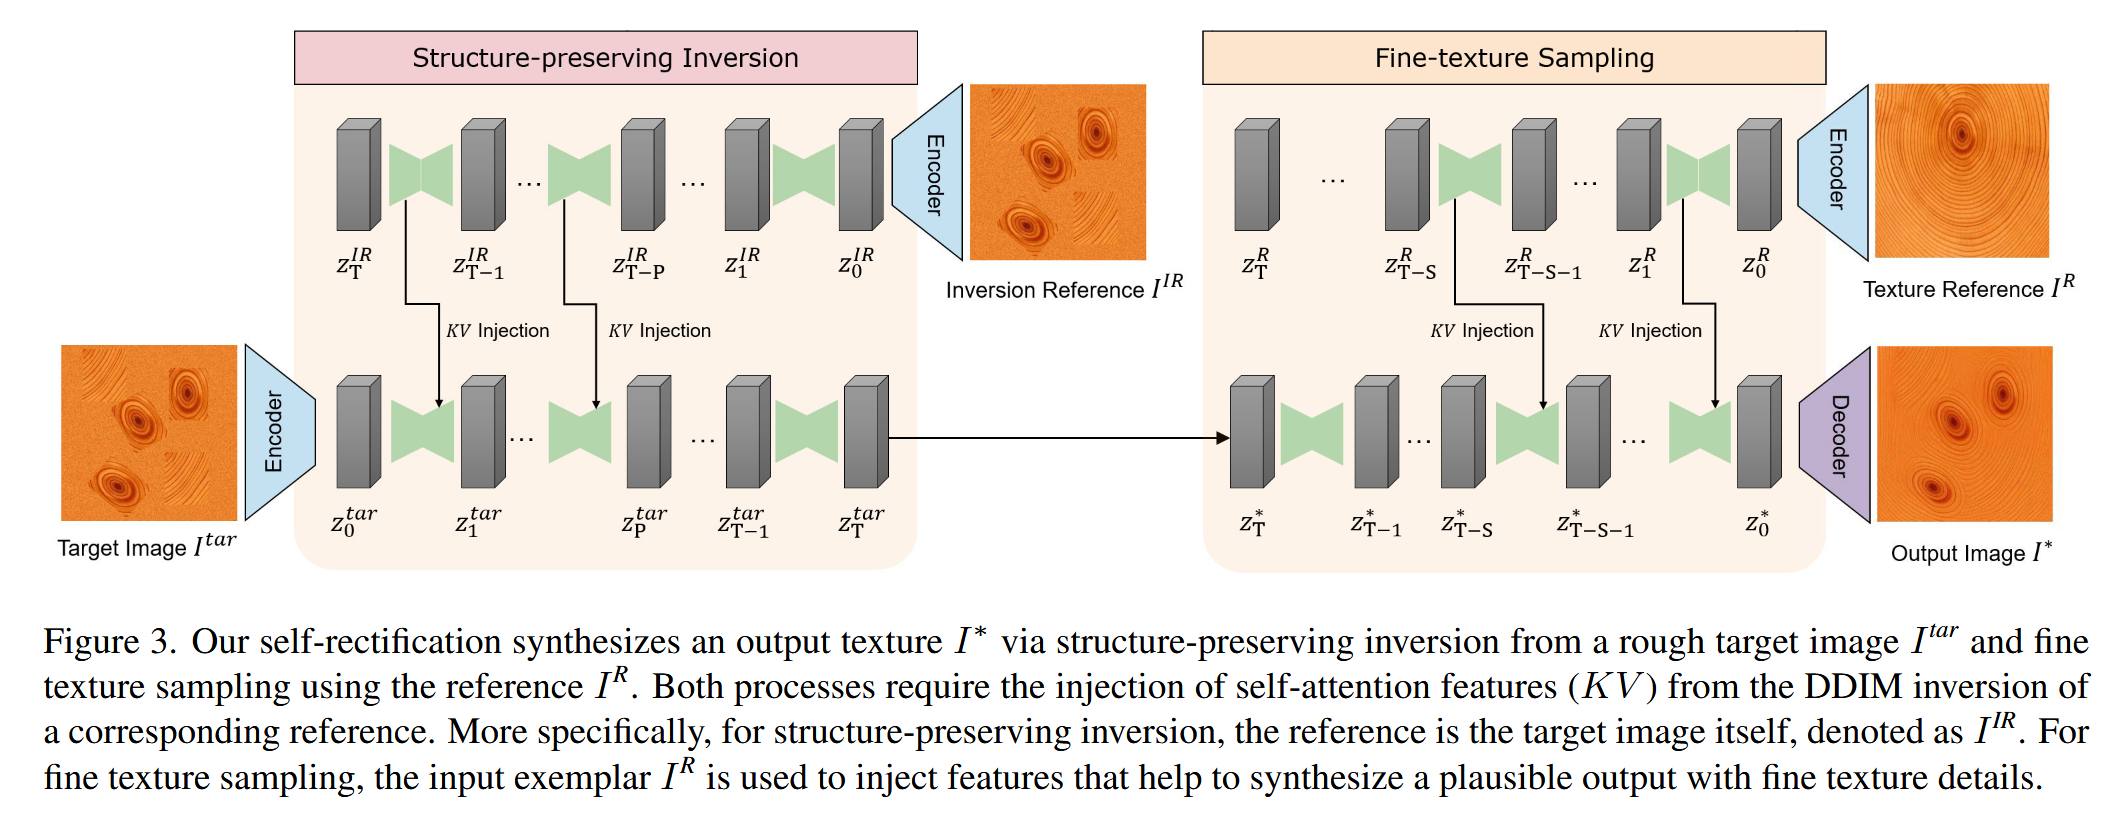 Structure-preserving Inversion
Fine-texture Sampling
Encoder
Encoder
z_T^{IR} z_{T-1}^{IR} ... z_{T-P}^{IR} ... z_1^{IR} z_0^{IR}
Inversion Reference I^{IR}
z_T^R ... z_{T-S}^R z_{T-S-1}^R ... z_1^R z_0^R
Texture Reference I^R
KV Injection
KV Injection
KV Injection
KV Injection
Encoder
Decoder
z_0^{tar} z_1^{tar} ... z_P^{tar} ... z_{T-1}^{tar} z_T^{tar}
Target Image I^{tar}
z_T^* z_{T-1}^* ... z_{T-S}^* z_{T-S-1}^* ... z_0^*
Output Image I^*
Figure 3. Our self-rectification synthesizes an output texture I^* via structure-preserving inversion from a rough target image I^{tar} and fine
texture sampling using the reference I^R. Both processes require the injection of self-attention features (KV) from the DDIM inversion of
a corresponding reference. More specifically, for structure-preserving inversion, the reference is the target image itself, denoted as I^{IR}. For
fine texture sampling, the input exemplar I^R is used to inject features that help to synthesize a plausible output with fine texture details.